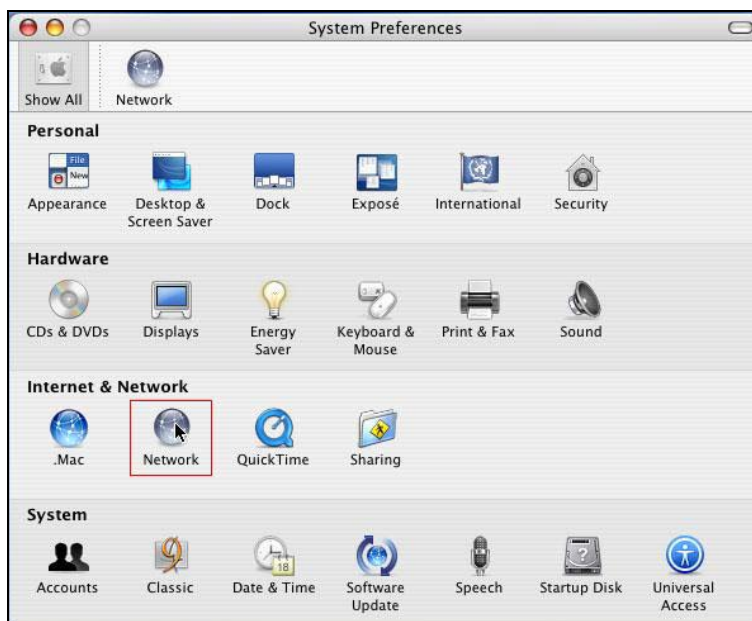 System Preferences
Show All Network
Personal
File
New
Appearance Desktop & Screen Saver Dock Exposé International Security
Hardware
CDs & DVDs Displays Energy Saver Keyboard & Mouse Print & Fax Sound
Internet & Network
.Mac Network QuickTime Sharing
System
18
Accounts Classic Date & Time Software Update Speech Startup Disk Universal Access